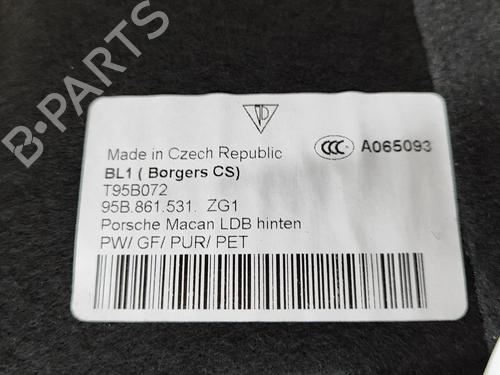 B-PARTS
Made in Czech Republic
CCC A065093
BL1 ( Borgers CS)
T95B072
95B.861.531. ZG1
Porsche Macan LDB hinten
PW/ GF/ PUR/ PET